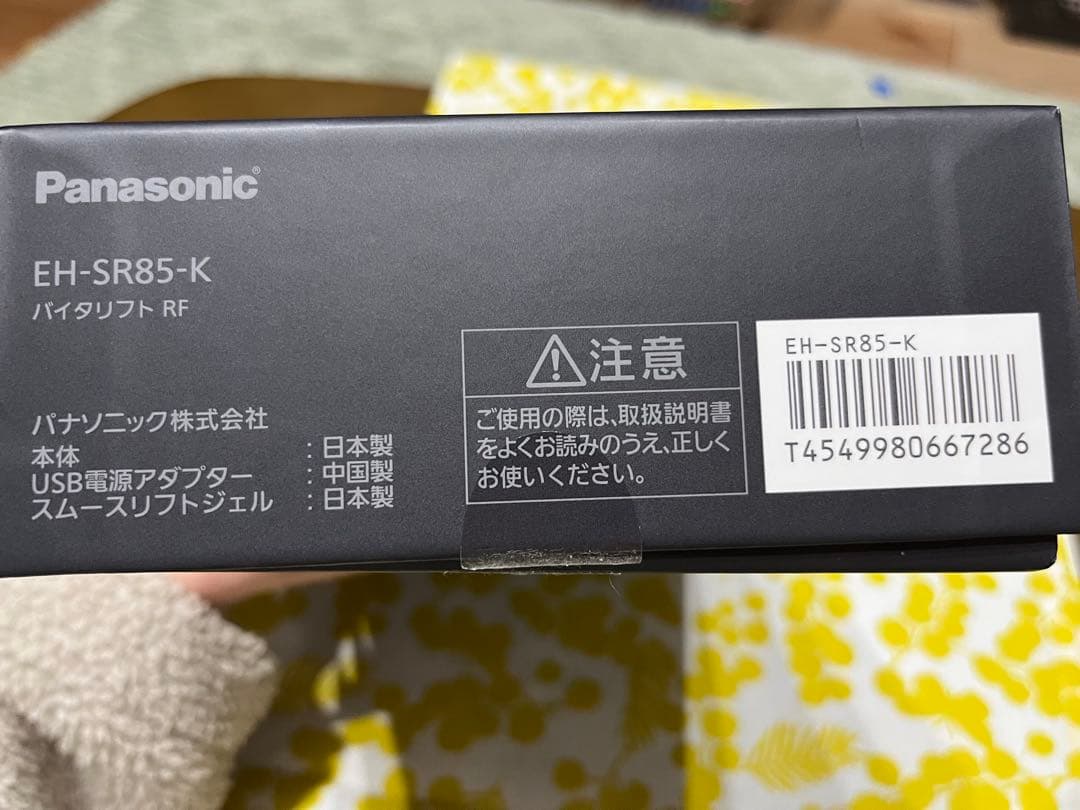 Panasonic®
EH-SR85-K
バイタリフト RF
パナソニック株式会社
本体 : 日本製
USB電源アダプター : 中国製
スムースリフトジェル : 日本製
⚠注意
ご使用の際は、取扱説明書
をよくお読みのうえ、正しく
お使いください。
EH-SR85-K
T4549980667286